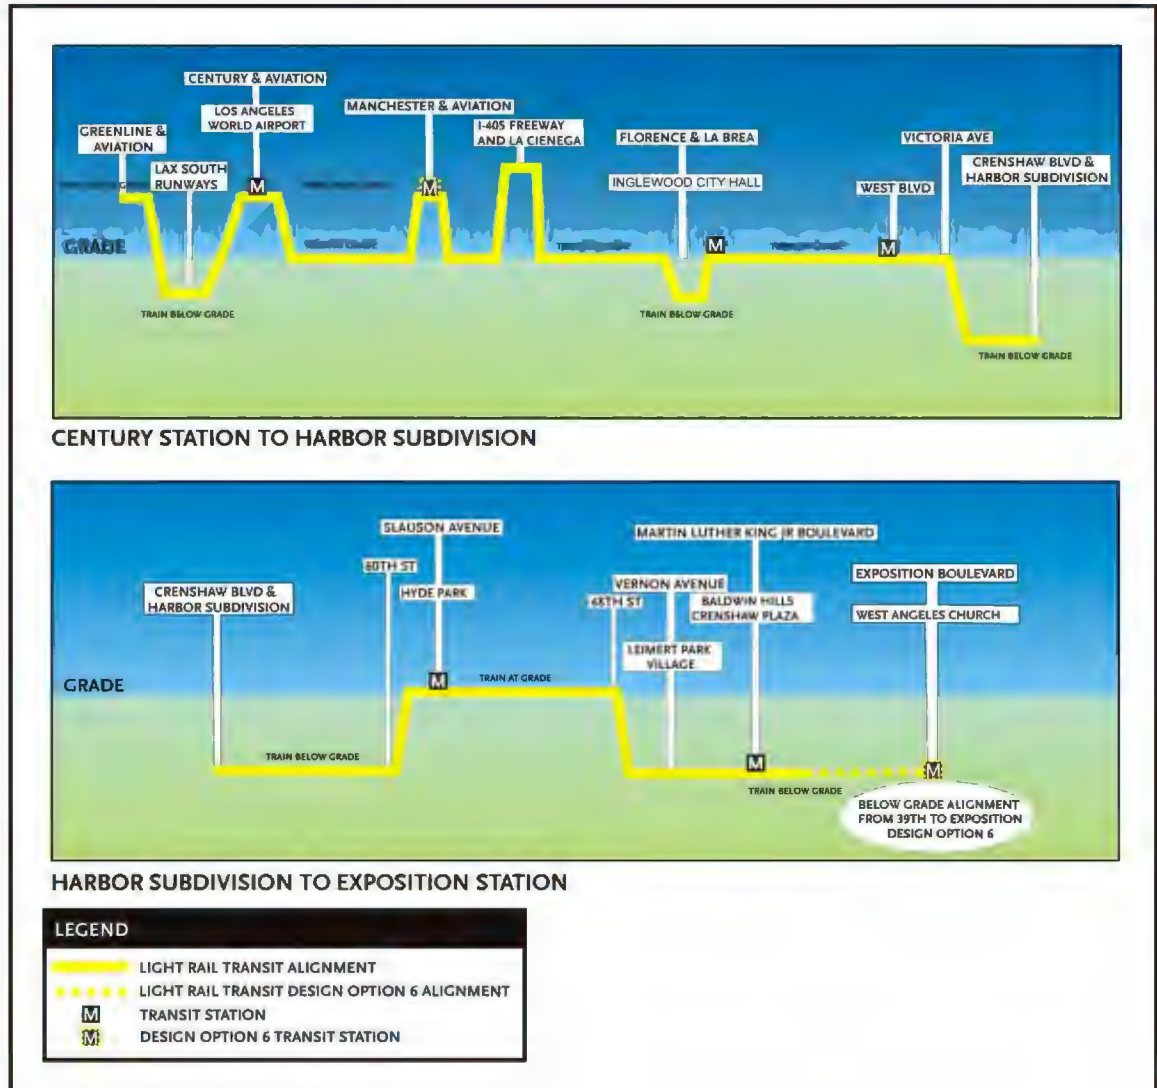 CENTURY & AVIATION
LOS ANGELES
WORLD AIRPORT
MANCHESTER & AVIATION
I-405 FREEWAY
AND LA CIENEGA
GREENLINE &
AVIATION
LAX SOUTH
RUNWAYS
FLORENCE & LA BREA
INGLEWOOD CITY HALL
VICTORIA AVE
WEST BLVD
CRENSHAW BLVD &
HARBOR SUBDIVISION
M
M
M
M
GRADE
TRAIN BELOW GRADE
TRAIN BELOW GRADE
TRAIN BELOW GRADE
CENTURY STATION TO HARBOR SUBDIVISION
SLAUSON AVENUE
MARTIN LUTHER KING JR BOULEVARD
60TH ST
EXPOSITION BOULEVARD
CRENSHAW BLVD &
HARBOR SUBDIVISION
HYDE PARK
VERNON AVENUE
48TH ST
BALDWIN HILLS
CRENSHAW PLAZA
WEST ANGELES CHURCH
LEIMERT PARK
VILLAGE
GRADE
M
TRAIN AT GRADE
TRAIN BELOW GRADE
M
M
TRAIN BELOW GRADE
BELOW GRADE ALIGNMENT
FROM 39TH TO EXPOSITION
DESIGN OPTION 6
HARBOR SUBDIVISION TO EXPOSITION STATION
LEGEND
LIGHT RAIL TRANSIT ALIGNMENT
LIGHT RAIL TRANSIT DESIGN OPTION 6 ALIGNMENT
M TRANSIT STATION
M DESIGN OPTION 6 TRANSIT STATION